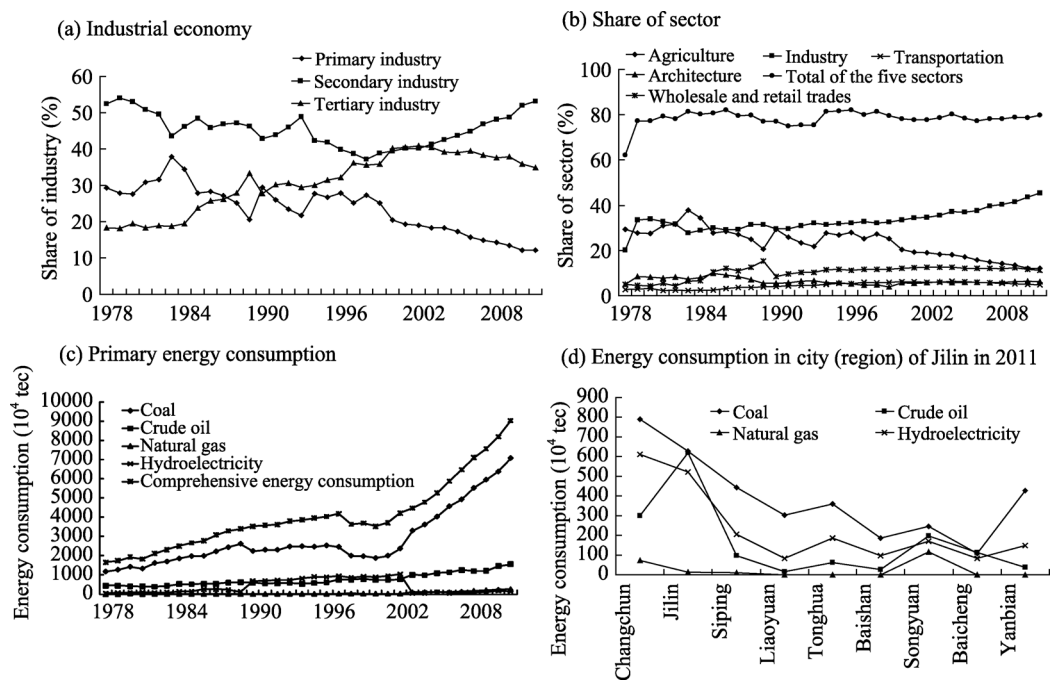 (a) Industrial economy
Primary industry
Secondary industry
Tertiary industry
Share of industry (%)
60
50
40
30
20
10
0
1978 1984 1990 1996 2002 2008
(b) Share of sector
Agriculture Industry Transportation
Architecture Total of the five sectors
Wholesale and retail trades
Share of sector (%)
100
80
60
40
20
0
1978 1984 1990 1996 2002 2008
(c) Primary energy consumption
Coal
Crude oil
Natural gas
Hydroelectricity
Comprehensive energy consumption
Energy consumption (10⁴ tec)
10000
9000
8000
7000
6000
5000
4000
3000
2000
1000
0
1978 1984 1990 1996 2002 2008
(d) Energy consumption in city (region) of Jilin in 2011
Coal Crude oil
Natural gas Hydroelectricity
Energy consumption (10⁴ tec)
900
800
700
600
500
400
300
200
100
0
Changchun
Jilin
Siping
Liaoyuan
Tonghua
Baishan
Songyuan
Baicheng
Yanbian